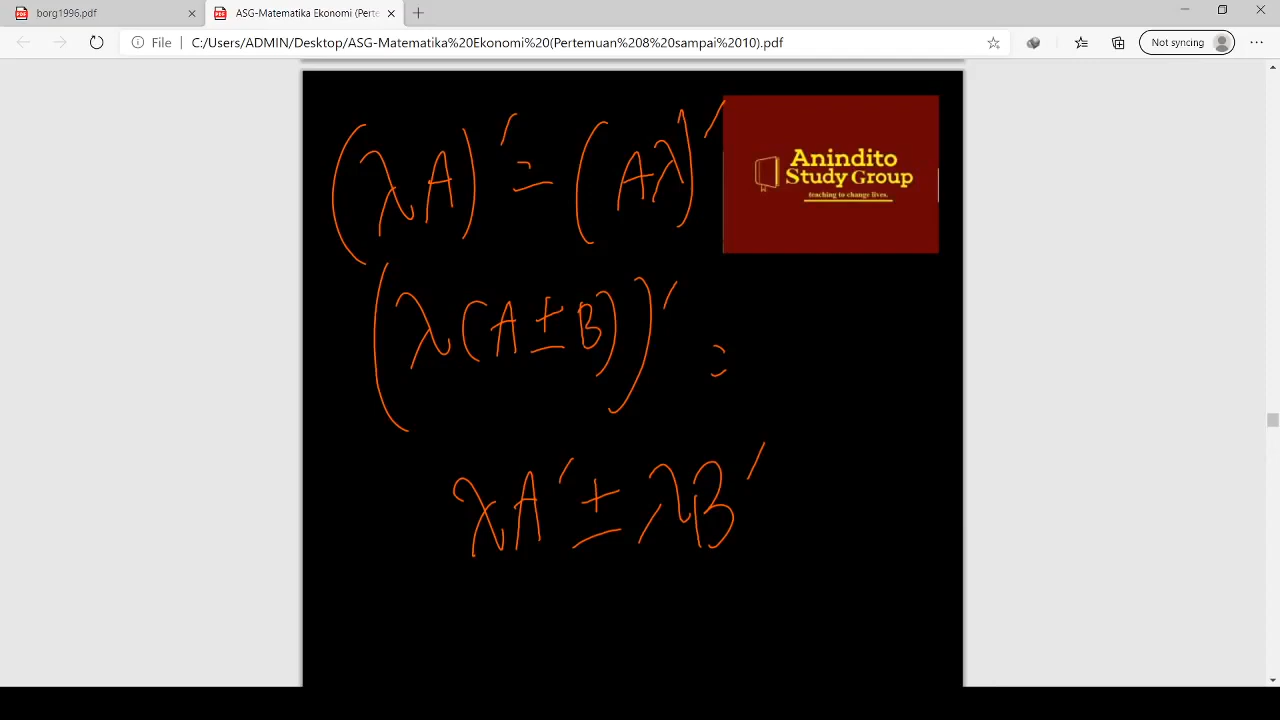 borg1996.pdf
ASG-Matematika Ekonomi (Perte
File
C:/Users/ADMIN/Desktop/ASG-Matematika%20Ekonomi%20(Pertemuan%208%20sampai%2010).pdf
Not syncing
(λA)′ = (Aλ)′
Anindito
Study Group
teaching to change lives.
(λ(A ± B))′ =
λA′ ± λB′